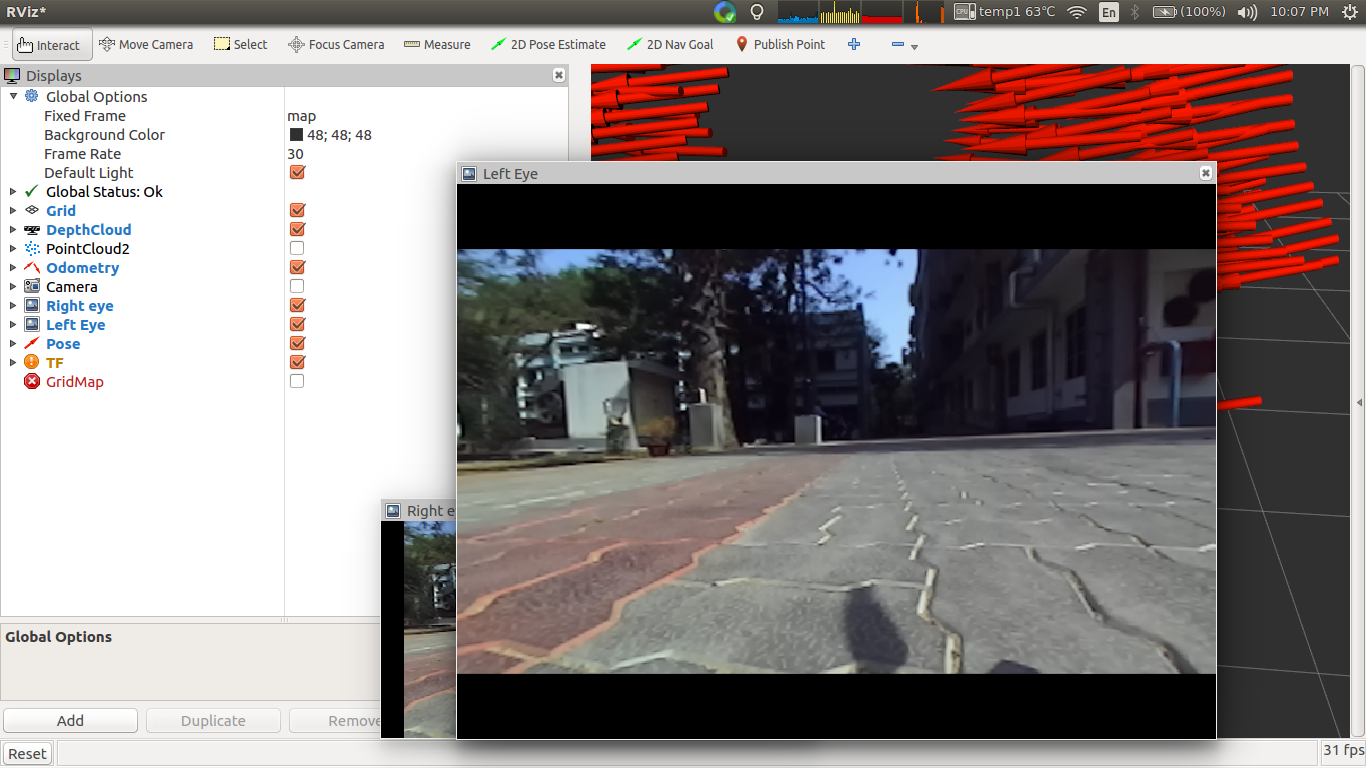 RViz*
temp1 63℃
En
(100%)
10:07 PM
Interact
Move Camera
Select
Focus Camera
Measure
2D Pose Estimate
2D Nav Goal
Publish Point
Displays
Global Options
Fixed Frame map
Background Color 48; 48; 48
Frame Rate 30
Default Light
Global Status: Ok
Grid
DepthCloud
PointCloud2
Odometry
Camera
Right eye
Left Eye
Pose
TF
GridMap
Left Eye
Right e
Global Options
Add
Duplicate
Remove
Reset
31 fps